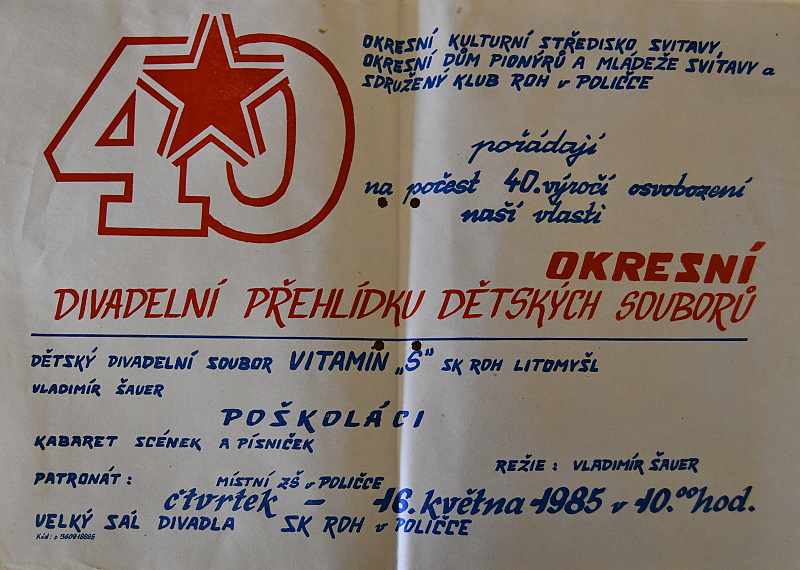 40
OKRESNÍ KULTURNÍ STŘEDISKO SVITAVY,
OKRESNÍ DŮM PIONÝRŮ A MLÁDEŽE SVITAVY a
SDRUŽENÝ KLUB ROH v POLIČCE
pořádají
na počest 40. výročí osvobození
naší vlasti
OKRESNÍ
DIVADELNÍ PŘEHLÍDKU DĚTSKÝCH SOUBORŮ
DĚTSKÝ DIVADELNÍ SOUBOR VITAMÍN „Š" SK ROH LITOMYŠL
VLADIMÍR ŠAUER
POŠKOLÁCI
KABARET SCÉNEK A PÍSNIČEK
REŽIE: VLADIMÍR ŠAUER
PATRONÁT: MÍSTNÍ ZŠ v POLIČCE
čtvrtek - 16. května 1985 v 10.⁰⁰ hod.
VELKÝ SÁL DIVADLA SK ROH v POLIČCE